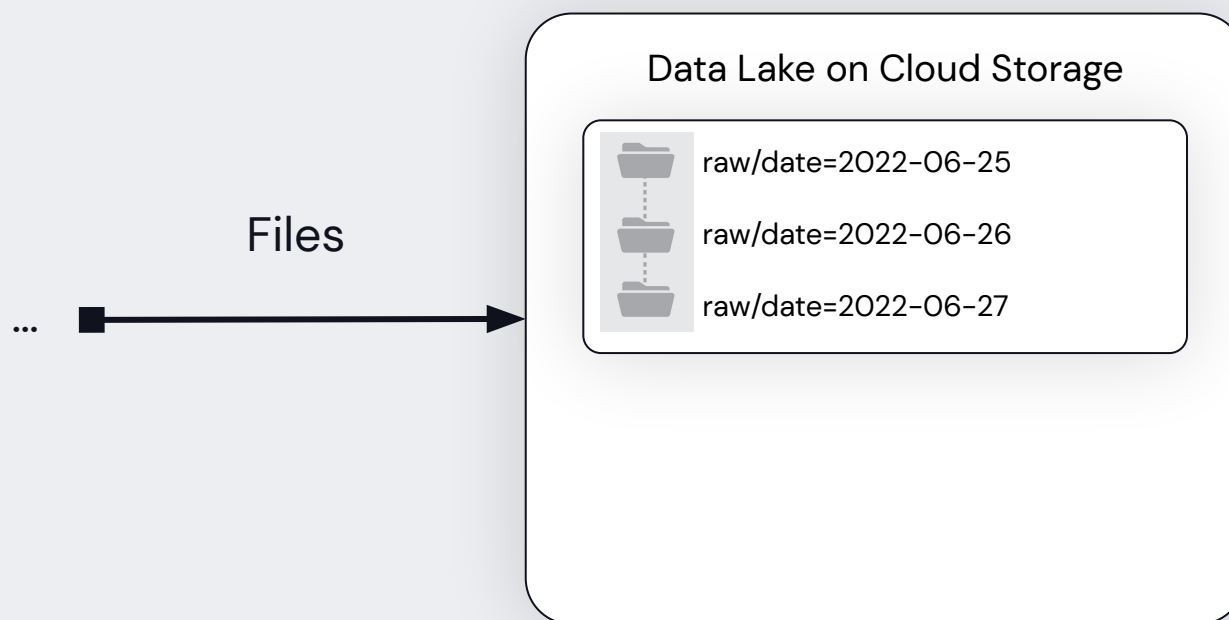 Data Lake on Cloud Storage
raw/date=2022-06-25
raw/date=2022-06-26
raw/date=2022-06-27
Files
...